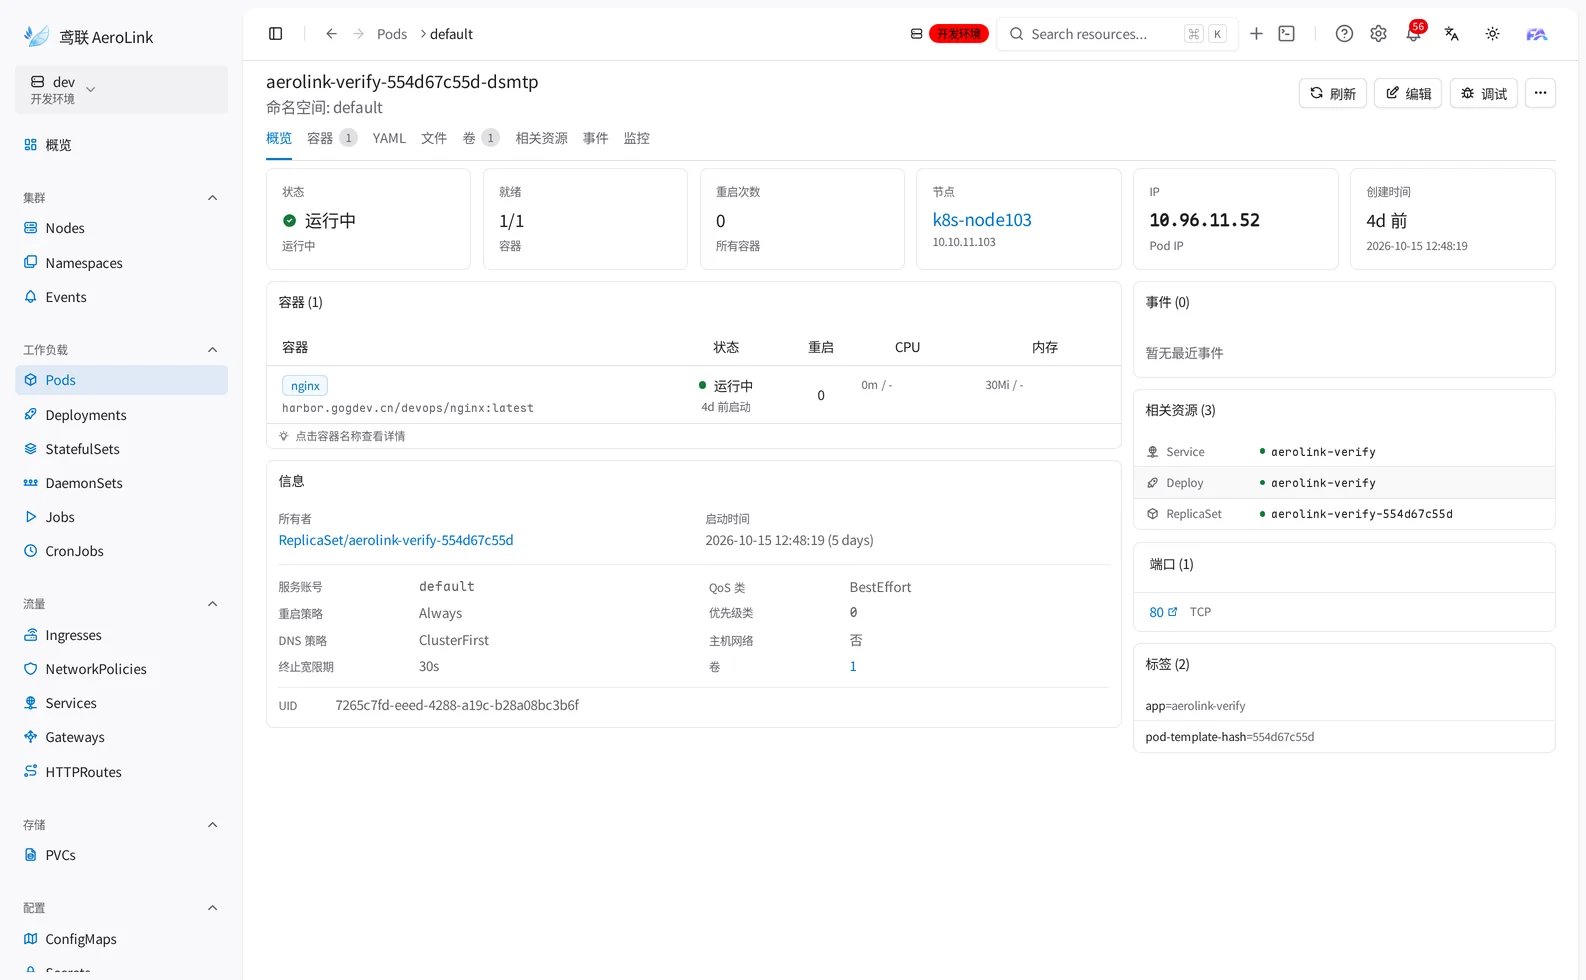 鸢联 AeroLink
dev
开发环境
概览
集群
Nodes
Namespaces
Events
工作负载
Pods
Deployments
StatefulSets
DaemonSets
Jobs
CronJobs
流量
Ingresses
NetworkPolicies
Services
Gateways
HTTPRoutes
存储
PVCs
配置
ConfigMaps
Secrets
Pods > default
开发环境
Search resources... ⌘ K
56
aerolink-verify-554d67c55d-dsmtp
命名空间: default
刷新 编辑 调试 ...
概览 容器 1 YAML 文件 卷 1 相关资源 事件 监控
状态
运行中
运行中
就绪
1/1
容器
重启次数
0
所有容器
节点
k8s-node103
10.10.11.103
IP
10.96.11.52
Pod IP
创建时间
4d 前
2026-10-15 12:48:19
容器 (1)
容器 状态 重启 CPU 内存
nginx 运行中 0 0m / - 30Mi / -
harbor.gogdev.cn/devops/nginx:latest 4d 前启动
点击容器名称查看详情
信息
所有者 启动时间
ReplicaSet/aerolink-verify-554d67c55d 2026-10-15 12:48:19 (5 days)
服务账号 default QoS 类 BestEffort
重启策略 Always 优先级类 0
DNS 策略 ClusterFirst 主机网络 否
终止宽限期 30s 卷 1
UID 7265c7fd-eeed-4288-a19c-b28a08bc3b6f
事件 (0)
暂无最近事件
相关资源 (3)
Service aerolink-verify
Deploy aerolink-verify
ReplicaSet aerolink-verify-554d67c55d
端口 (1)
80 TCP
标签 (2)
app=aerolink-verify
pod-template-hash=554d67c55d